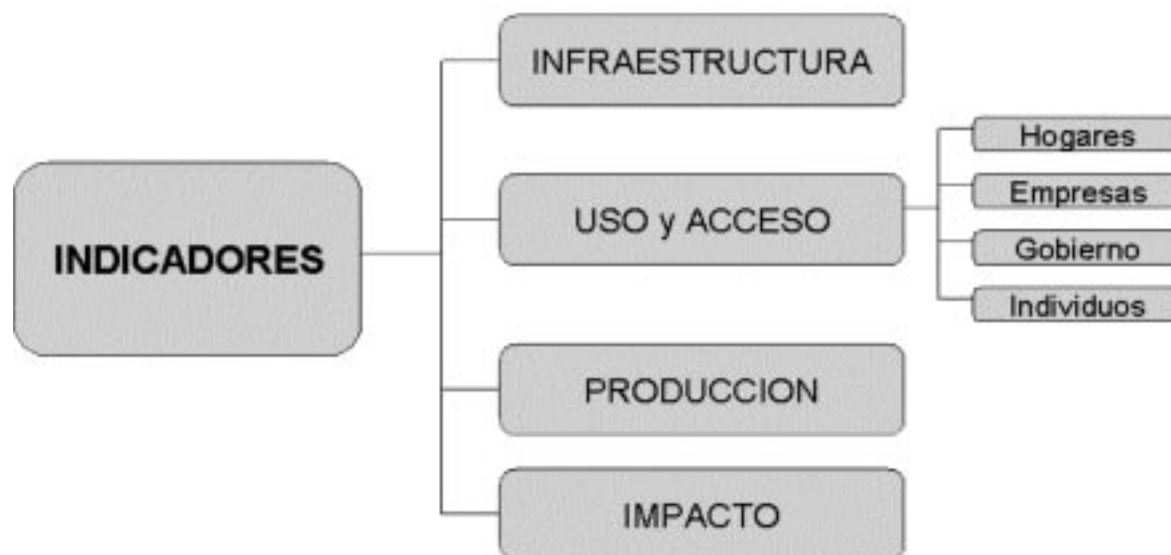 INDICADORES
INFRAESTRUCTURA
USO y ACCESO
Hogares
Empresas
Gobierno
Individuos
PRODUCCION
IMPACTO